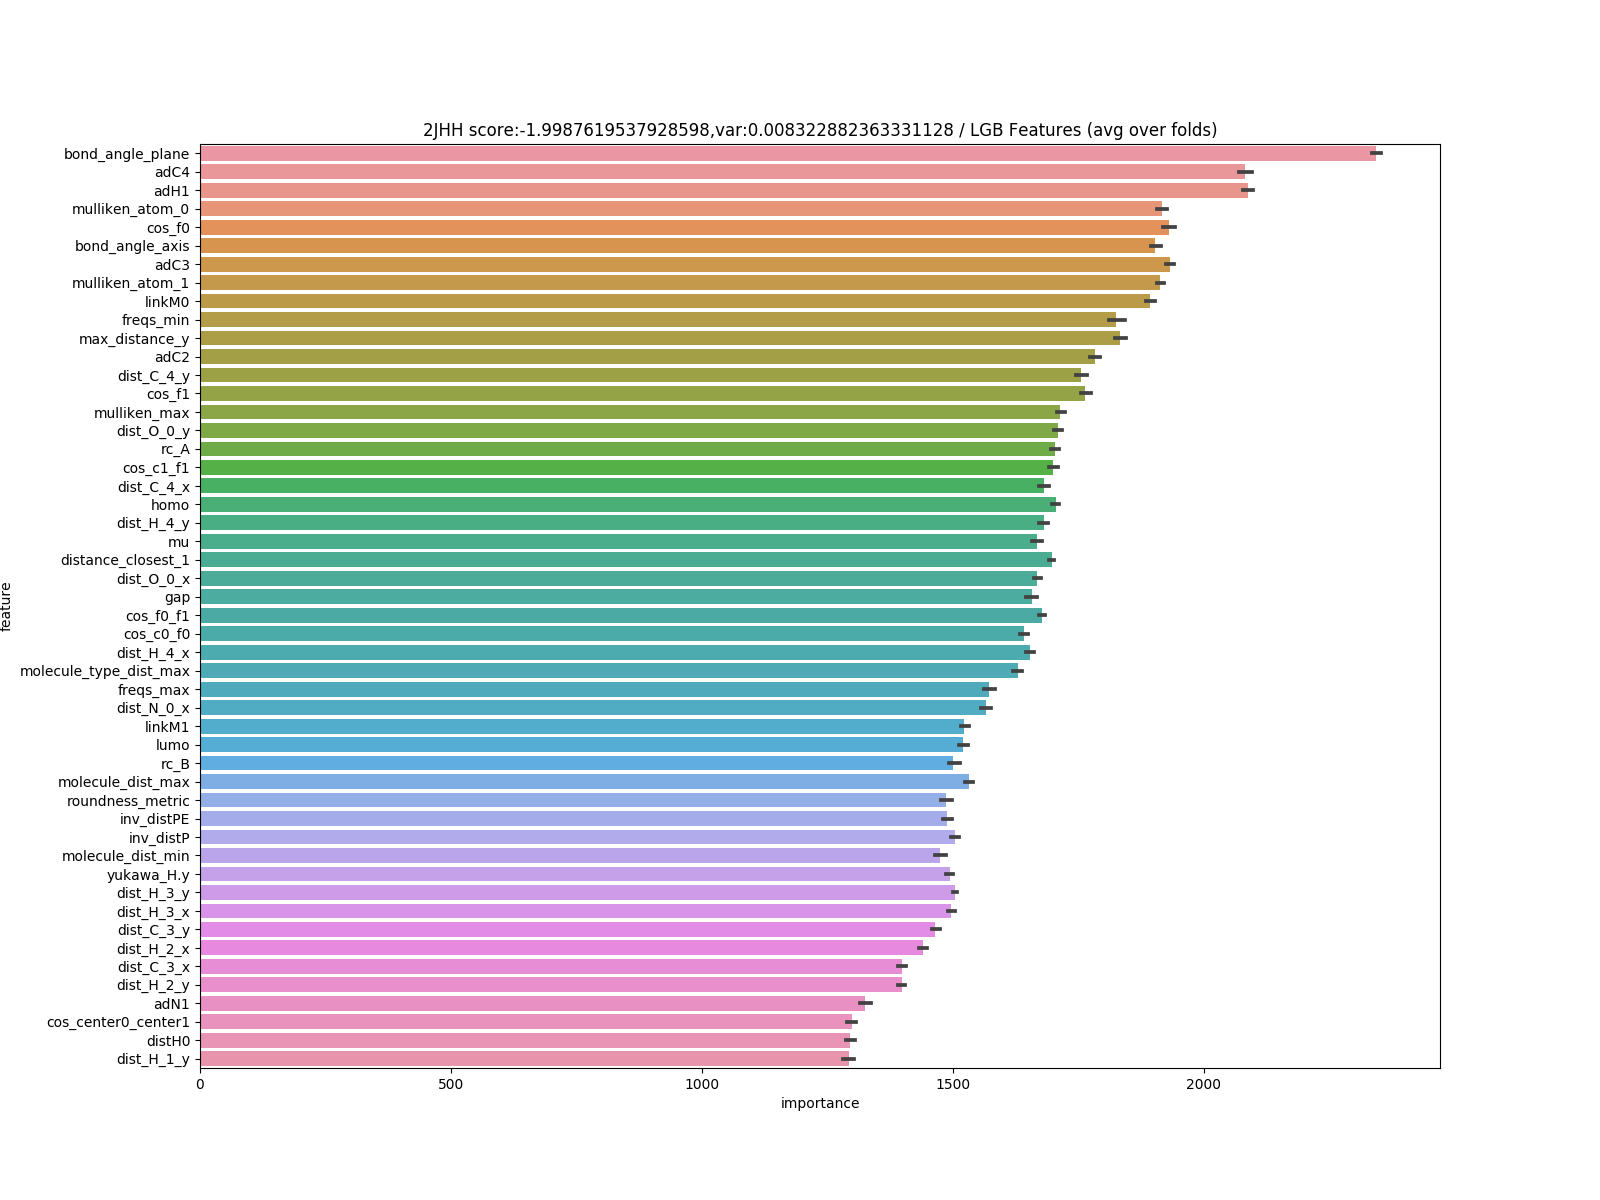 2JHH score:-1.9987619537928598,var:0.008322882363331128 / LGB Features (avg over folds)
bond_angle_plane
adC4
adH1
mulliken_atom_0
cos_f0
bond_angle_axis
adC3
mulliken_atom_1
linkM0
freqs_min
max_distance_y
adC2
dist_C_4_y
cos_f1
mulliken_max
dist_O_0_y
rc_A
cos_c1_f1
dist_C_4_x
homo
dist_H_4_y
mu
distance_closest_1
dist_O_0_x
gap
cos_f0_f1
cos_c0_f0
dist_H_4_x
molecule_type_dist_max
freqs_max
dist_N_0_x
linkM1
lumo
rc_B
molecule_dist_max
roundness_metric
inv_distPE
inv_distP
molecule_dist_min
yukawa_H.y
dist_H_3_y
dist_H_3_x
dist_C_3_y
dist_H_2_x
dist_C_3_x
dist_H_2_y
adN1
cos_center0_center1
distH0
dist_H_1_y
feature
0 500 1000 1500 2000
importance